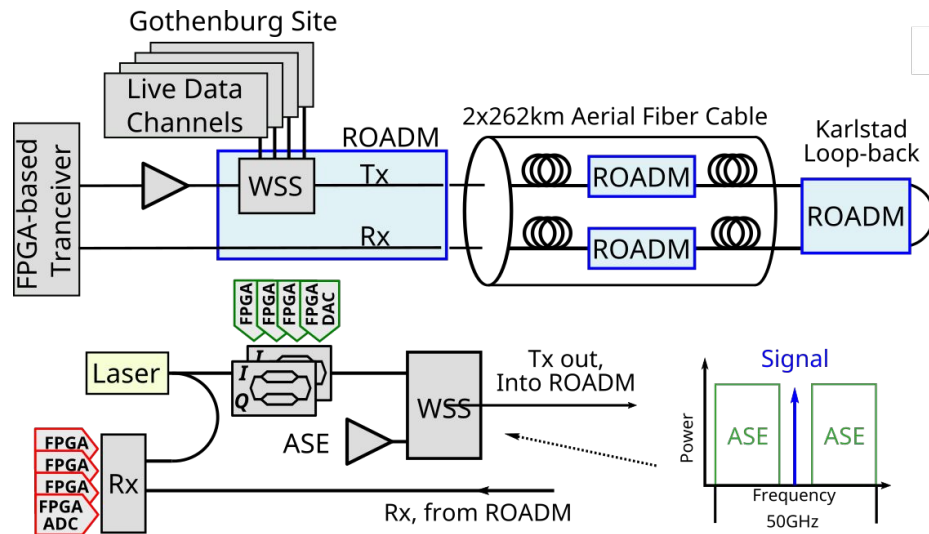 Gothenburg Site
Live Data
Channels
FPGA-based
Tranceiver
ROADM
WSS
Tx
Rx
2x262km Aerial Fiber Cable
ROADM
ROADM
Karlstad
Loop-back
ROADM
FPGA
FPGA
FPGA
FPGA
DAC
Laser
I
Q
I
ASE
WSS
Tx out,
Into ROADM
FPGA
FPGA
FPGA
FPGA
ADC
Rx
Rx, from ROADM
Signal
Power
ASE
ASE
Frequency
50GHz